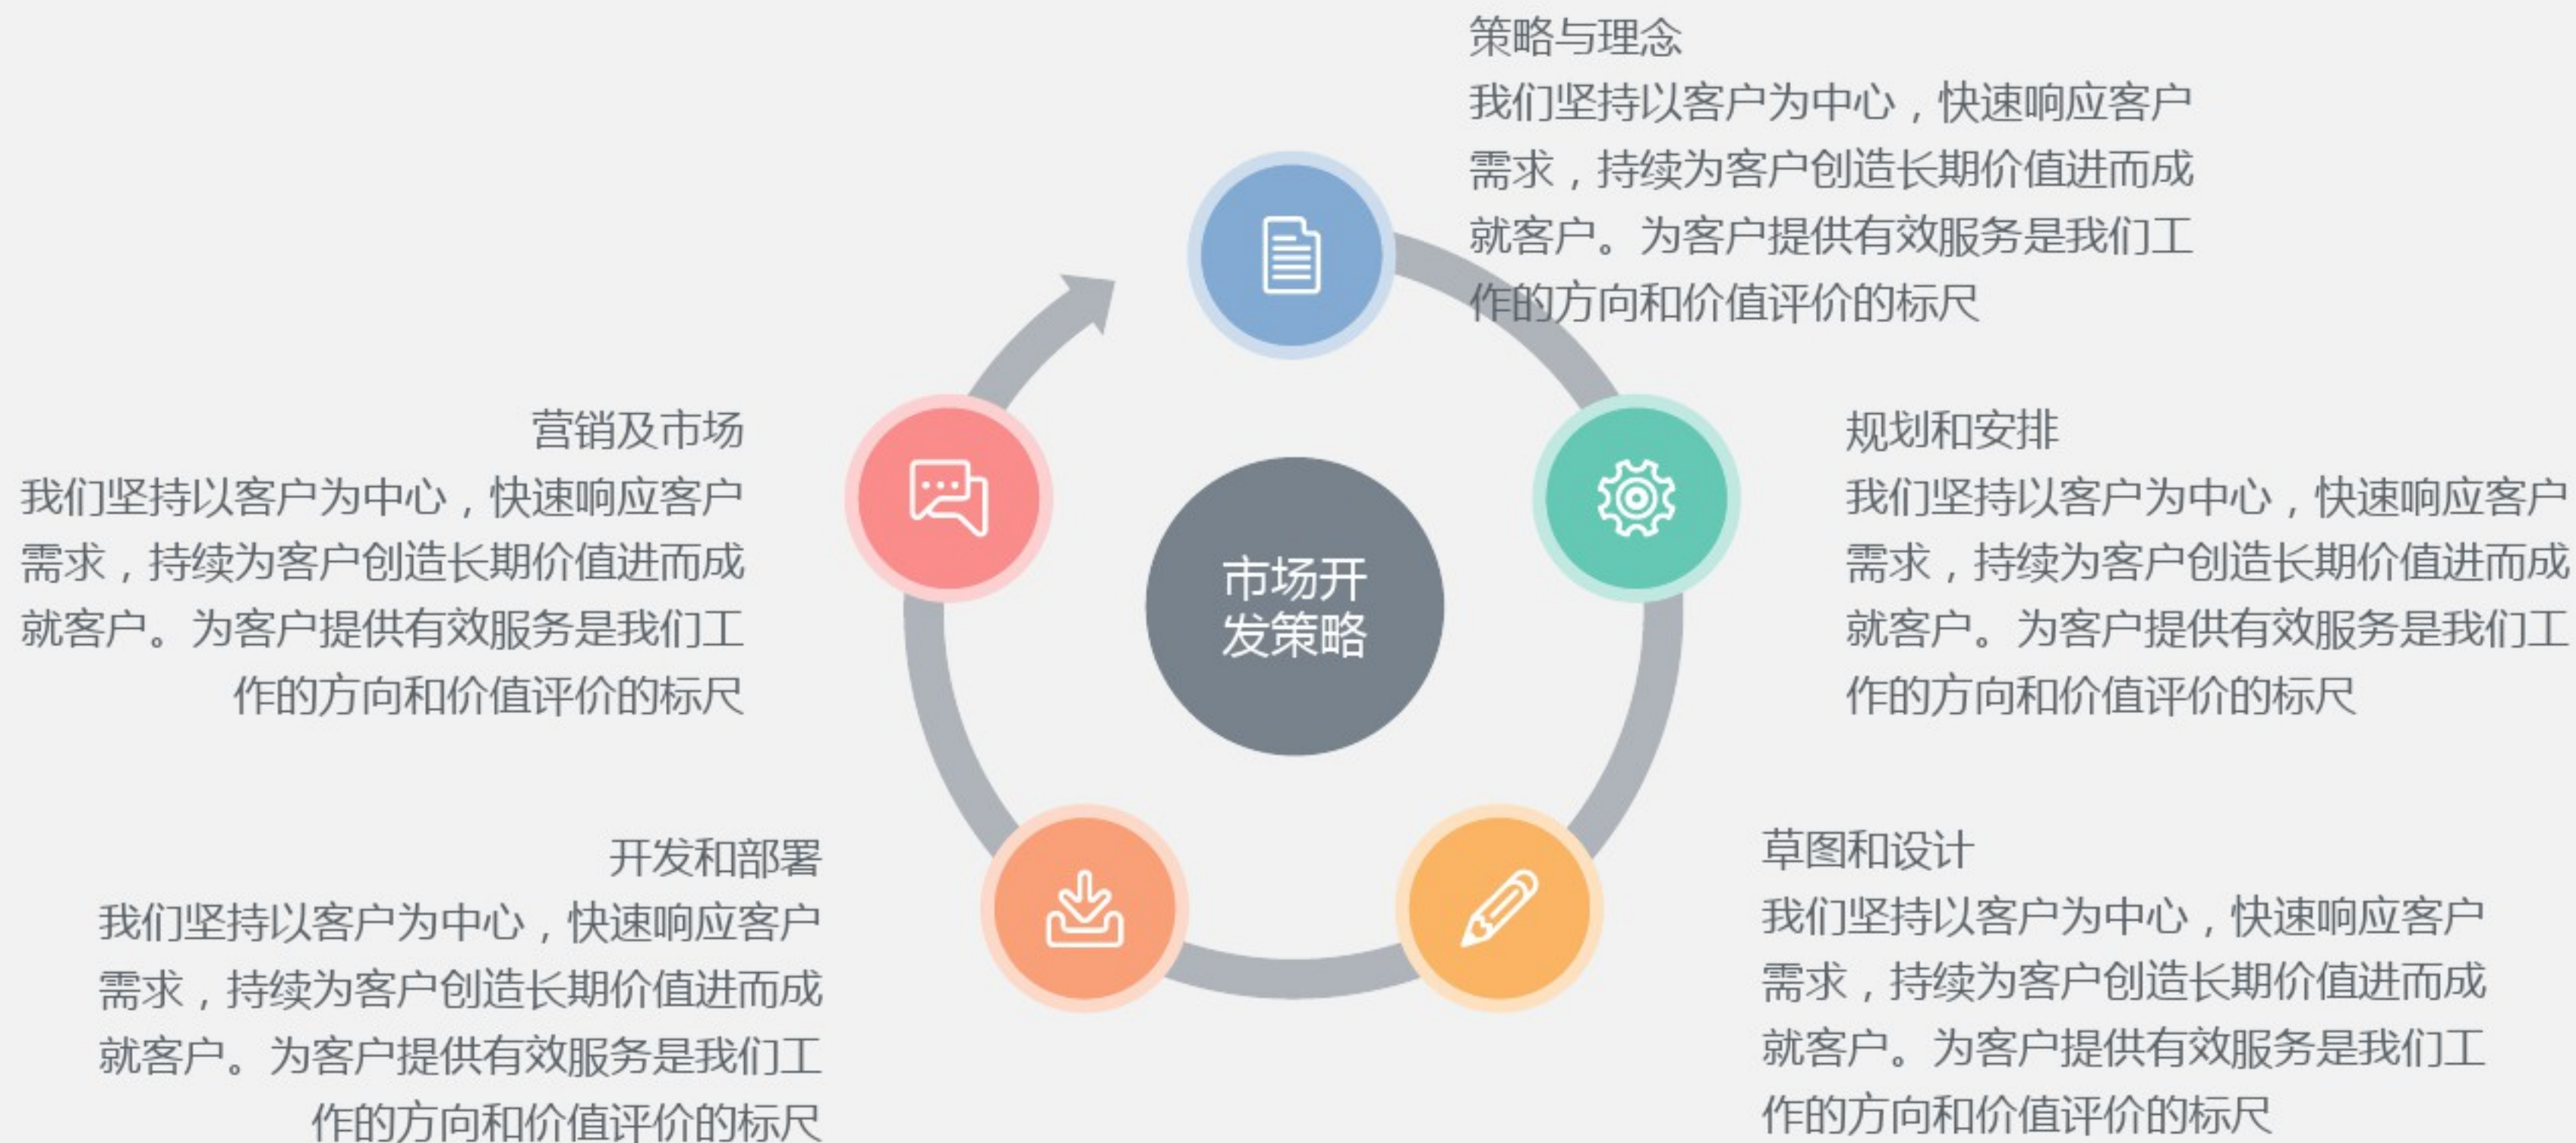 策略与理念
我们坚持以客户为中心，快速响应客户
需求，持续为客户创造长期价值进而成
就客户。为客户提供有效服务是我们工
作的方向和价值评价的标尺
规划和安排
我们坚持以客户为中心，快速响应客户
需求，持续为客户创造长期价值进而成
就客户。为客户提供有效服务是我们工
作的方向和价值评价的标尺
草图和设计
我们坚持以客户为中心，快速响应客户
需求，持续为客户创造长期价值进而成
就客户。为客户提供有效服务是我们工
作的方向和价值评价的标尺
开发和部署
我们坚持以客户为中心，快速响应客户
需求，持续为客户创造长期价值进而成
就客户。为客户提供有效服务是我们工
作的方向和价值评价的标尺
营销及市场
我们坚持以客户为中心，快速响应客户
需求，持续为客户创造长期价值进而成
就客户。为客户提供有效服务是我们工
作的方向和价值评价的标尺
市场开
发策略